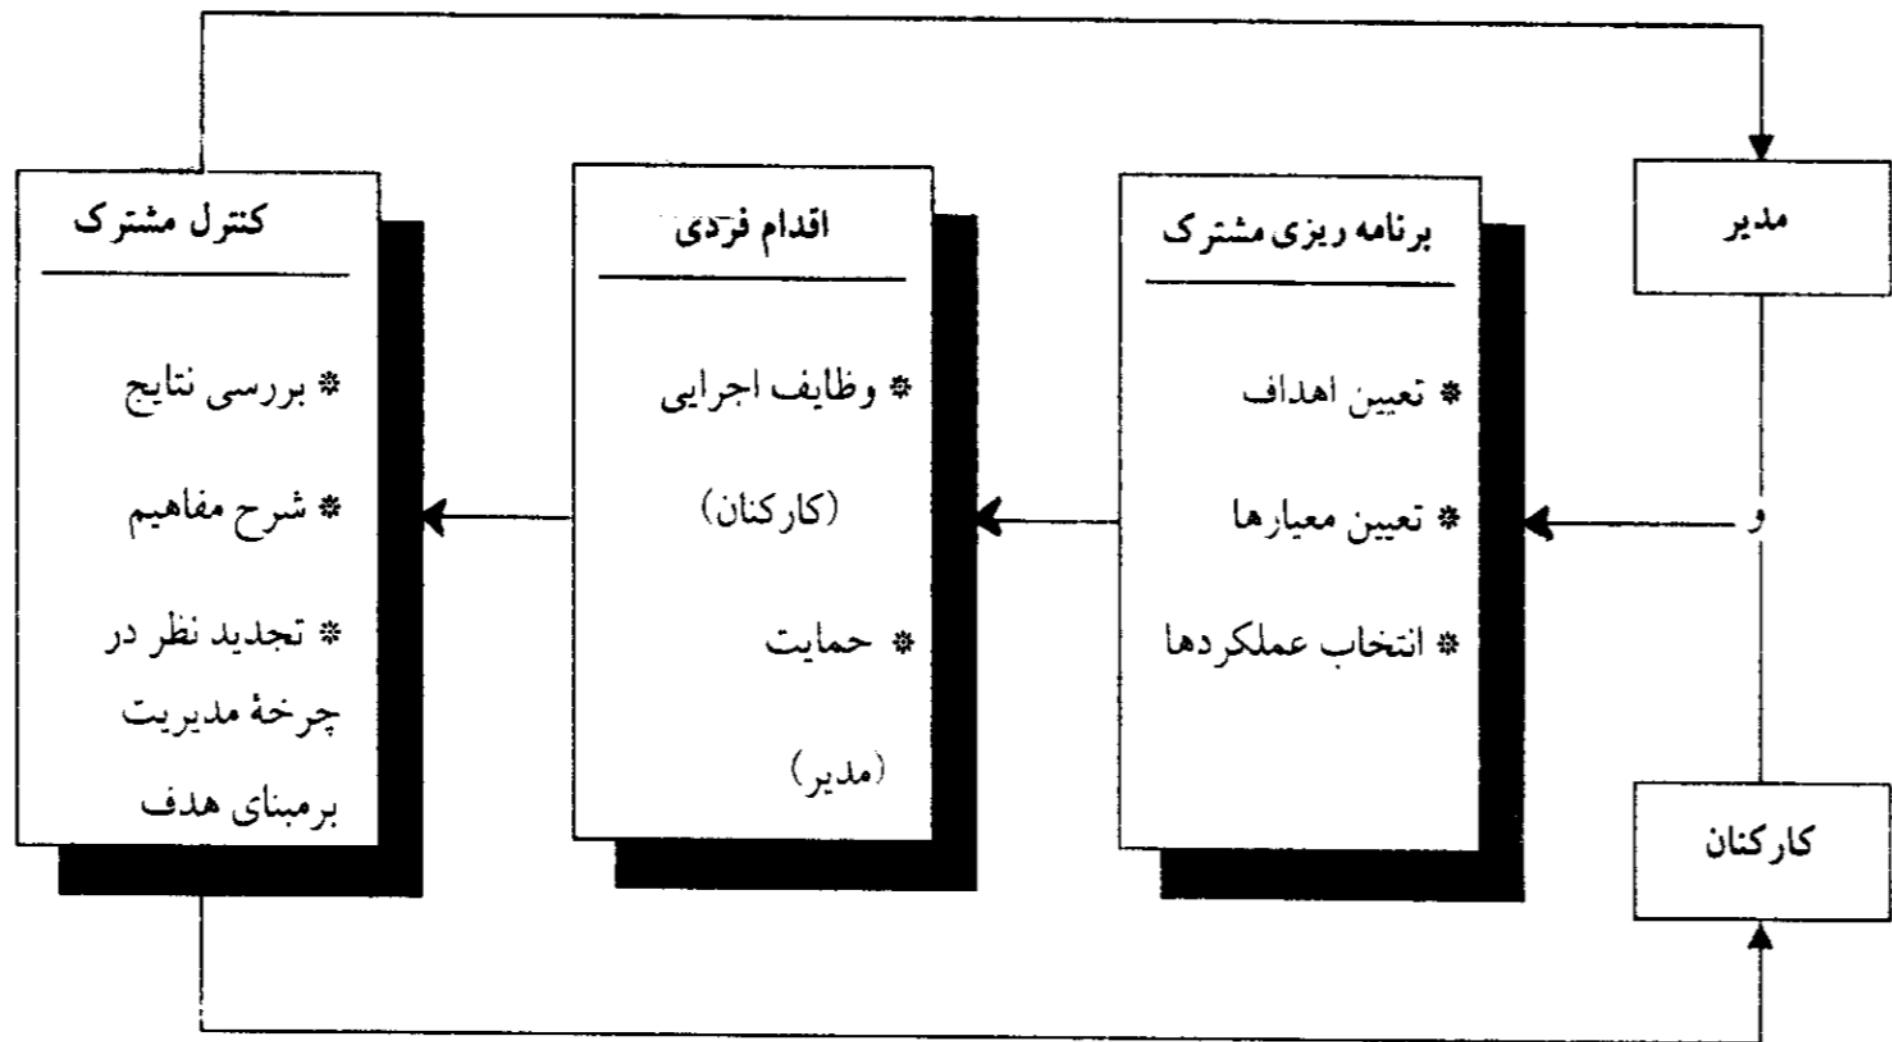 مدیر
و
کارکنان
برنامه ریزی مشترک
* تعیین اهداف
* تعیین معیارها
* انتخاب عملکردها
اقدام فردی
* وظایف اجرایی
(کارکنان)
* حمایت
(مدیر)
کنترل مشترک
* بررسی نتایج
* شرح مفاهیم
* تجدید نظر در
چرخهٔ مدیریت
برمبنای هدف